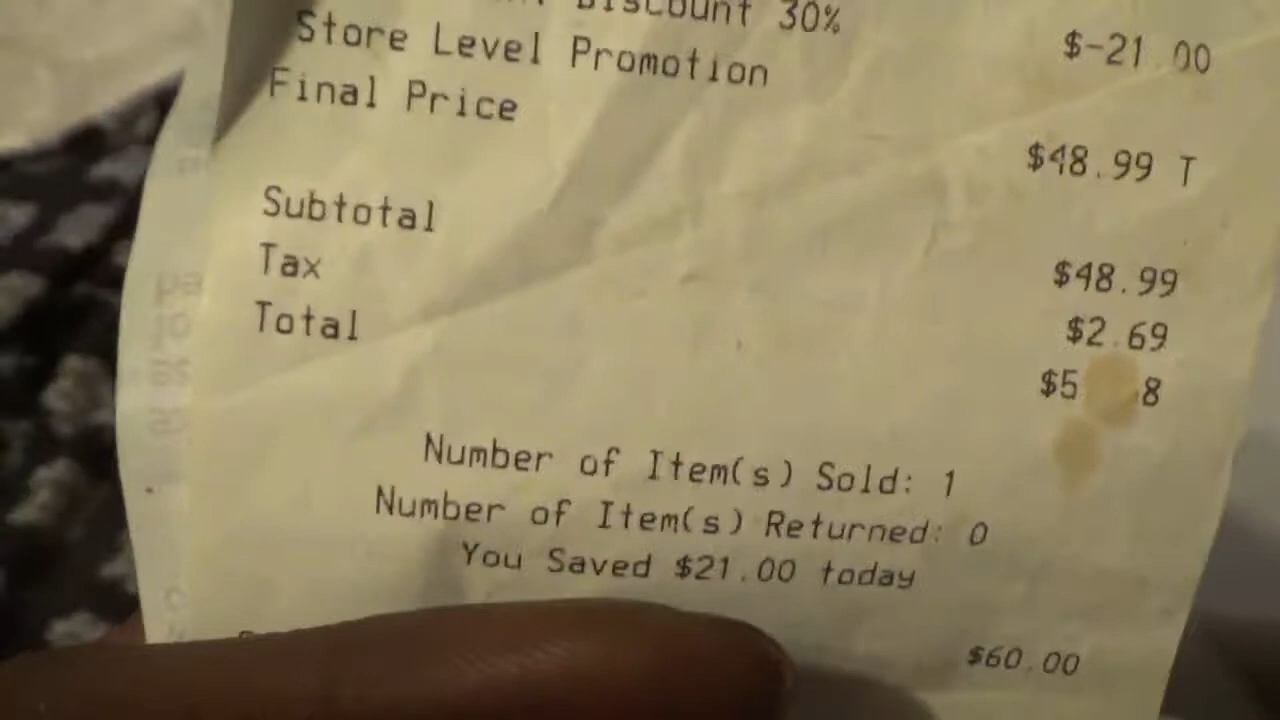 Discount 30%
$-21.00
Store Level Promotion
Final Price
$48.99 T
Subtotal
$48.99
Tax
$2.69
Total
Number of Item(s) Sold: 1
Number of Item(s) Returned: 0
You Saved $21.00 today
$60.00